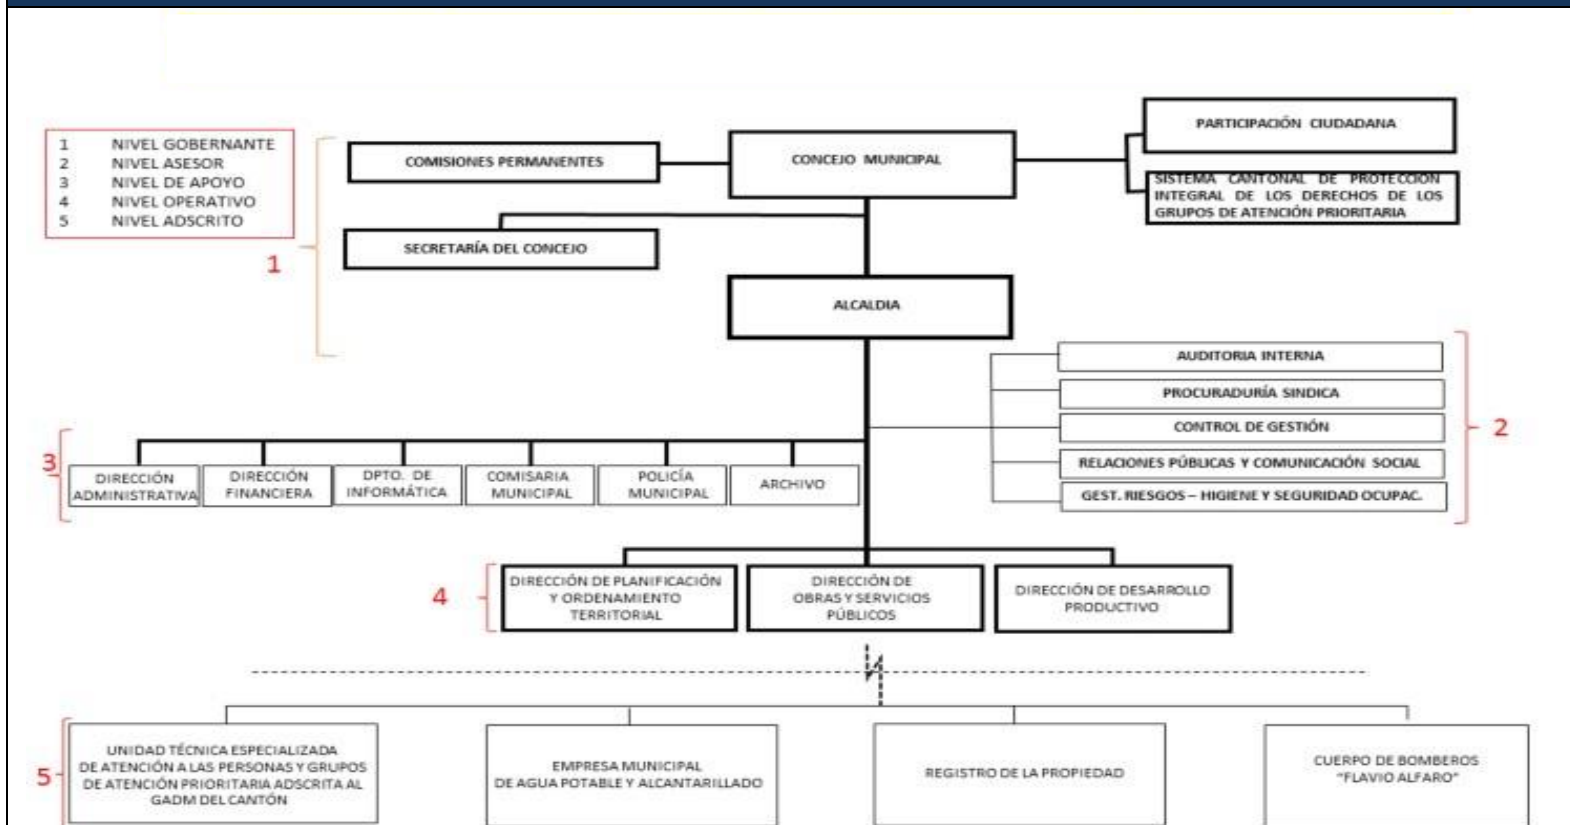 1 NIVEL GOBERNANTE
2 NIVEL ASESOR
3 NIVEL DE APOYO
4 NIVEL OPERATIVO
5 NIVEL ADSCRITO
COMISIONES PERMANENTES
CONCEJO MUNICIPAL
PARTICIPACIÓN CIUDADANA
SISTEMA CANTONAL DE PROTECCIÓN
INTEGRAL DE LOS DERECHOS DE LOS
GRUPOS DE ATENCIÓN PRIORITARIA
SECRETARÍA DEL CONCEJO
1
ALCALDIA
AUDITORIA INTERNA
PROCURADURÍA SINDICA
CONTROL DE GESTIÓN
RELACIONES PÚBLICAS Y COMUNICACIÓN SOCIAL
GEST. RIESGOS – HIGIENE Y SEGURIDAD OCUPAC.
2
3
DIRECCIÓN
ADMINISTRATIVA
DIRECCIÓN
FINANCIERA
DPTO. DE
INFORMÁTICA
COMISARIA
MUNICIPAL
POLICÍA
MUNICIPAL
ARCHIVO
4
DIRECCIÓN DE PLANIFICACIÓN
Y ORDENAMIENTO
TERRITORIAL
DIRECCIÓN DE
OBRAS Y SERVICIOS
PÚBLICOS
DIRECCIÓN DE DESARROLLO
PRODUCTIVO
5
UNIDAD TÉCNICA ESPECIALIZADA
DE ATENCIÓN A LAS PERSONAS Y GRUPOS
DE ATENCIÓN PRIORITARIA ADSCRITA AL
GADM DEL CANTÓN
EMPRESA MUNICIPAL
DE AGUA POTABLE Y ALCANTARILLADO
REGISTRO DE LA PROPIEDAD
CUERPO DE BOMBEROS
"FLAVIO ALFARO"